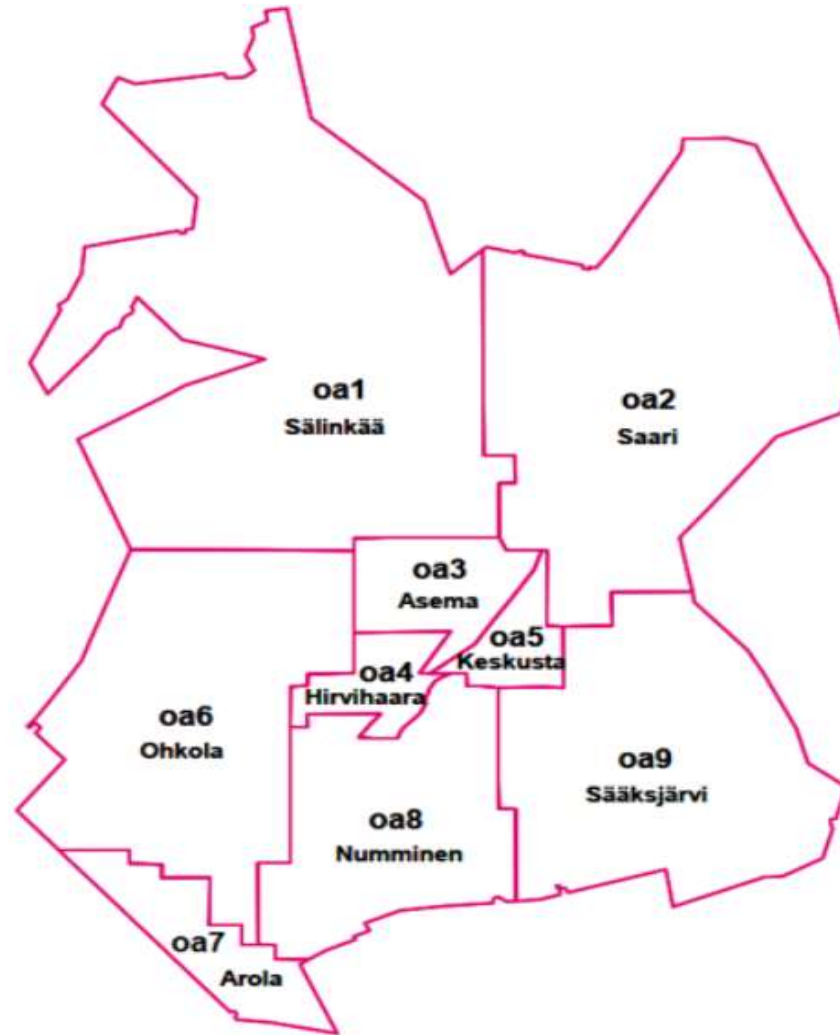 oa1
Sälinkää
oa2
Saari
oa3
Asema
oa5
Keskusta
oa4
Hirvihaara
oa6
Ohkola
oa9
Sääksjärvi
oa8
Numminen
oa7
Arola